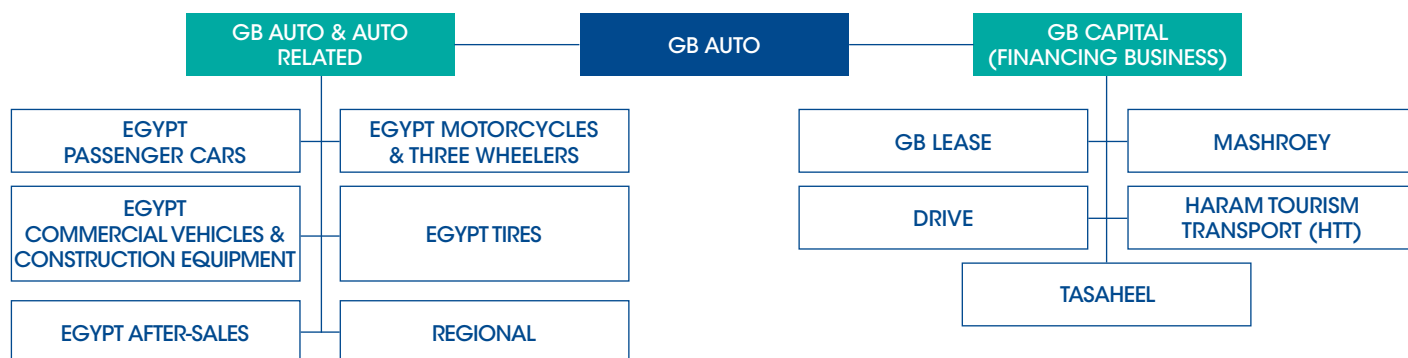 GB AUTO & AUTO
RELATED
GB AUTO
GB CAPITAL
(FINANCING BUSINESS)
EGYPT
PASSENGER CARS
EGYPT MOTORCYCLES
& THREE WHEELERS
EGYPT
COMMERCIAL VEHICLES &
CONSTRUCTION EQUIPMENT
EGYPT TIRES
EGYPT AFTER-SALES
REGIONAL
GB LEASE
MASHROEY
DRIVE
HARAM TOURISM
TRANSPORT (HTT)
TASAHEEL